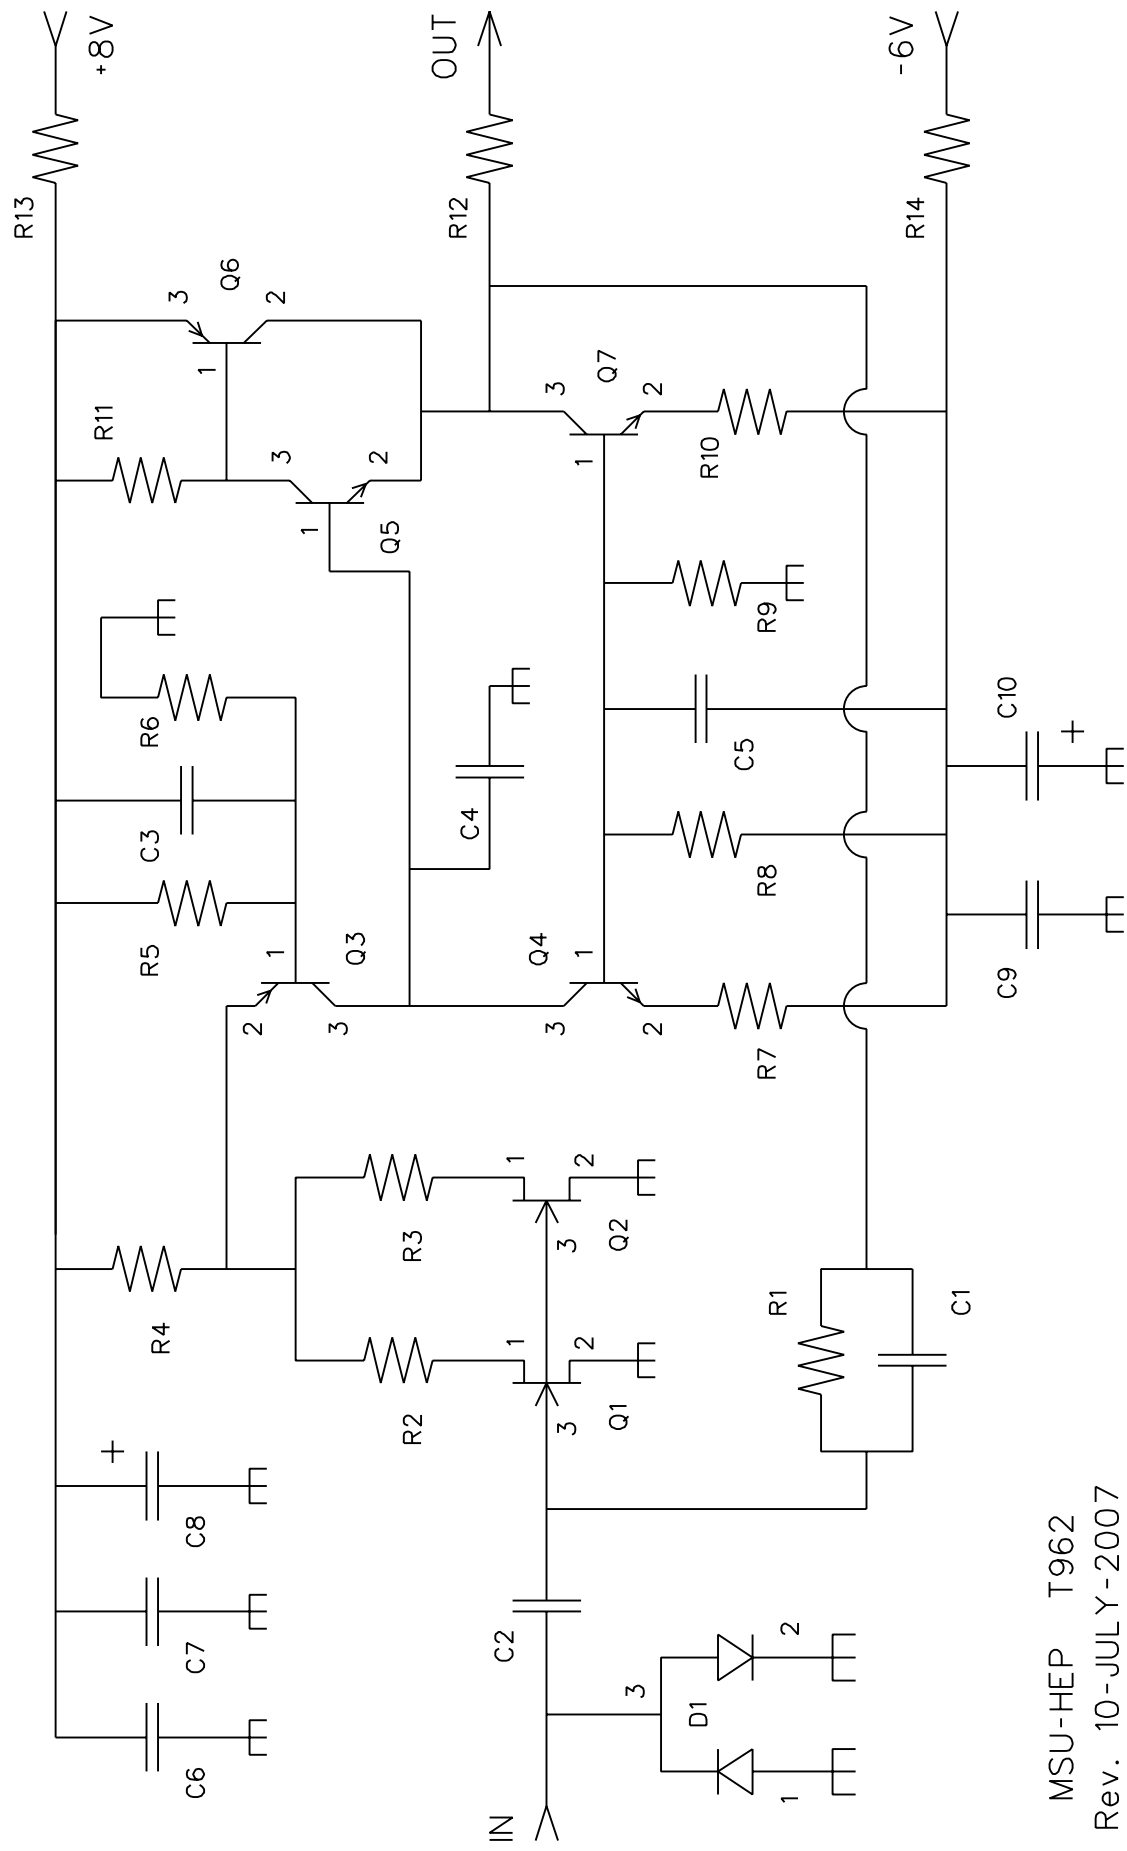 R13
+8V
R11
+
R4
R5
C3
R6
3
C6
C7
C8
1
Q6
2
1
2
3
1
3
Q3
2
Q5
R2
R3
OUT
R12
C4
IN
C2
1
1
Q4
3
3
3
3
2
2
1
1
Q7
Q1
Q2
3
2
2
D1
R10
C5
R7
R8
R9
R1
1
2
-6V
R14
C1
C9
C10
+
MSU-HEP T962
Rev. 10-JULY-2007